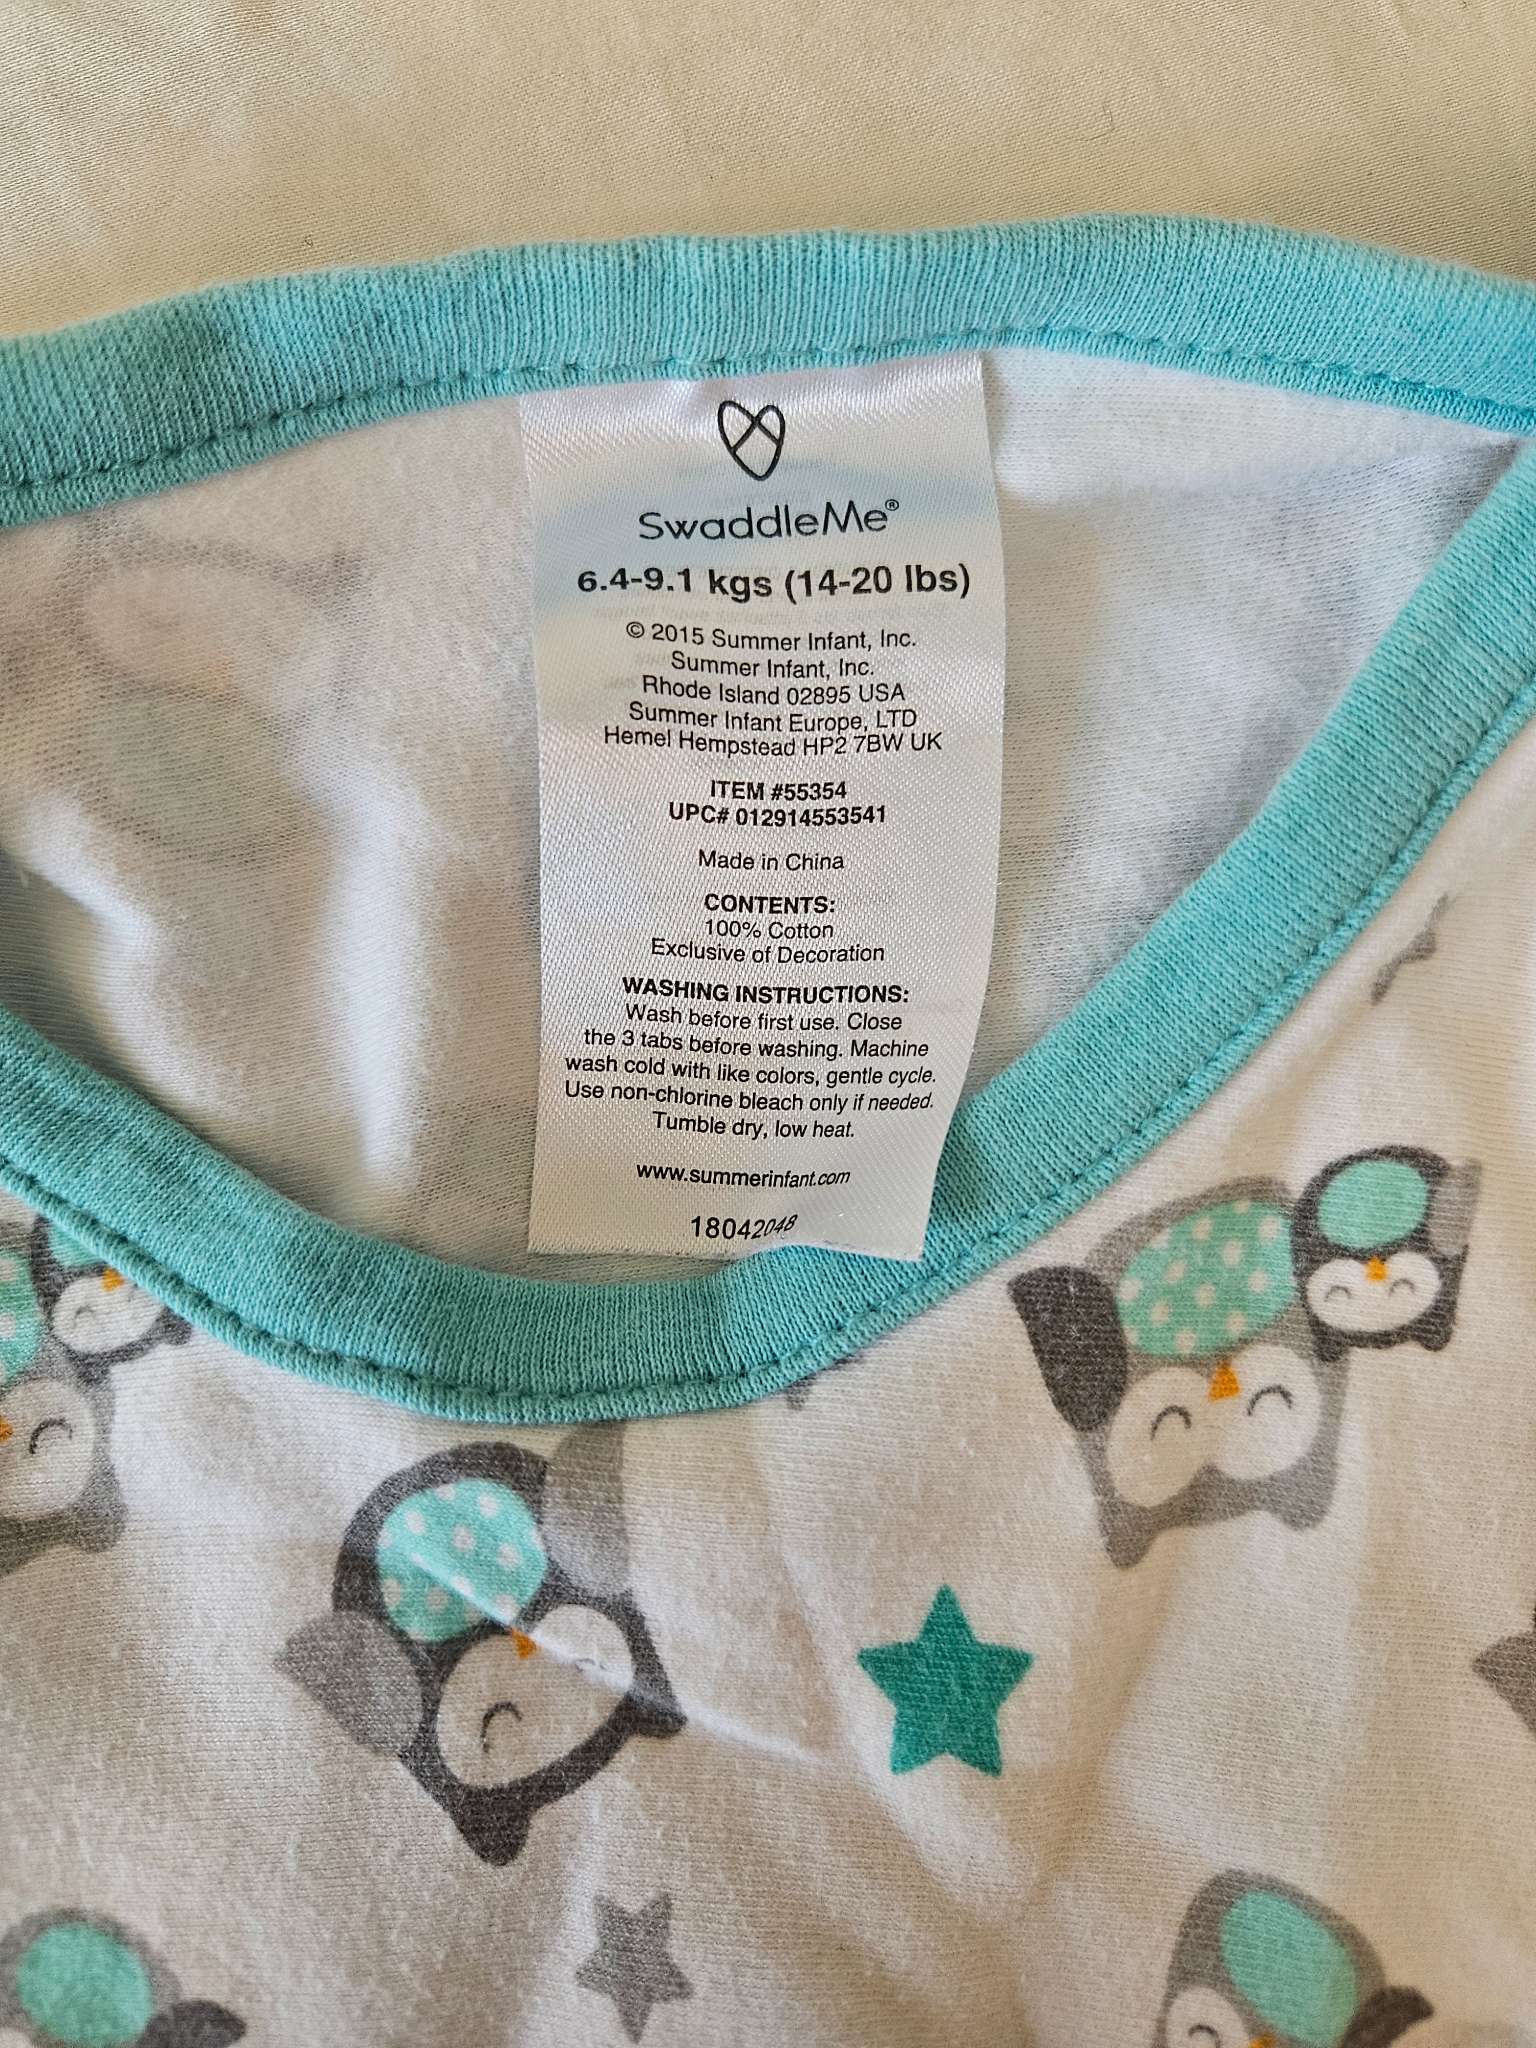 SwaddleMe®
6.4-9.1 kgs (14-20 lbs)
© 2015 Summer Infant, Inc.
Summer Infant, Inc.
Rhode Island 02895 USA
Summer Infant Europe, LTD
Hemel Hempstead HP2 7BW UK
ITEM #55354
UPC# 012914553541
Made in China
CONTENTS:
100% Cotton
Exclusive of Decoration
WASHING INSTRUCTIONS:
Wash before first use. Close
the 3 tabs before washing. Machine
wash cold with like colors, gentle cycle.
Use non-chlorine bleach only if needed.
Tumble dry, low heat.
www.summerinfant.com
18042048